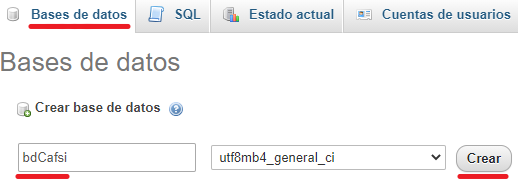 Bases de datos SQL Estado actual Cuentas de usuarios
Bases de datos
Crear base de datos
bdCafsi utf8mb4_general_ci Crear